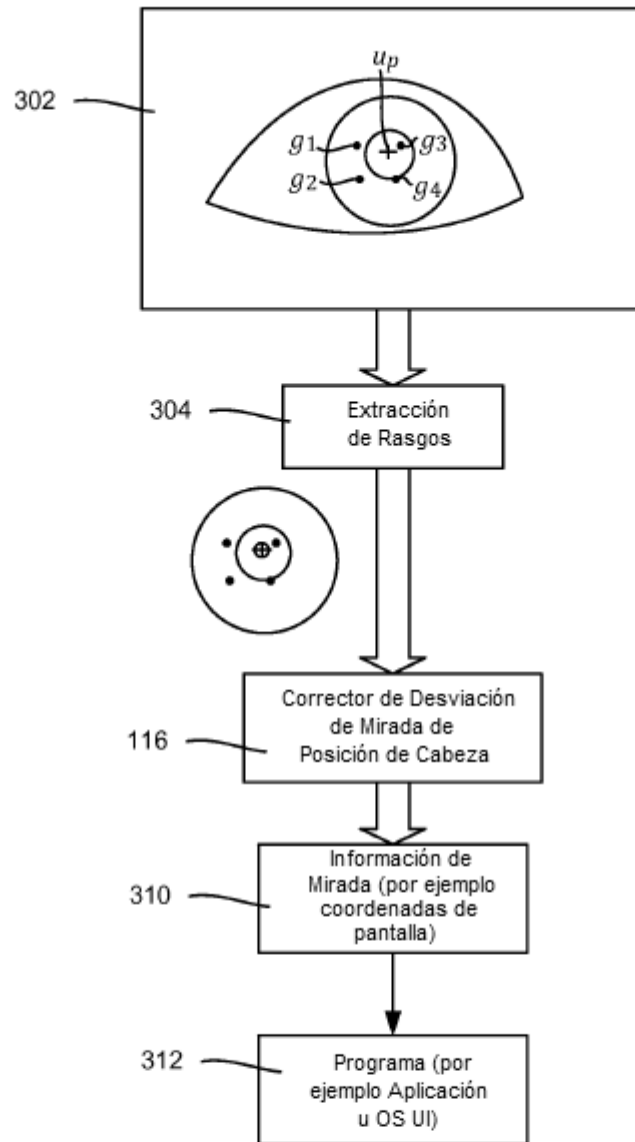 302
u_p
g1
g3
g2
g4
304
Extracción
de Rasgos
116
Corrector de Desviación
de Mirada de
Posición de Cabeza
310
Información de
Mirada (por ejemplo
coordenadas de
pantalla)
312
Programa (por
ejemplo Aplicación
u OS UI)